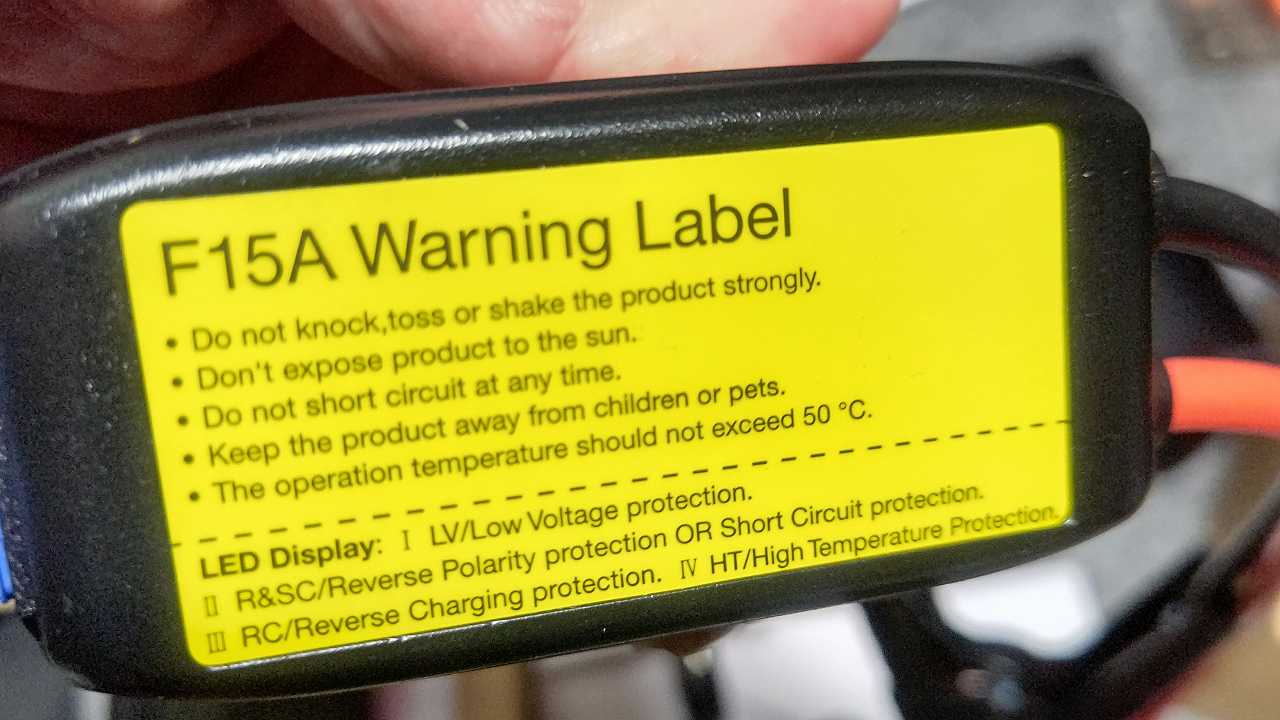 F15A Warning Label
• Do not knock,toss or shake the product strongly.
• Don't expose product to the sun.
• Do not short circuit at any time.
• Keep the product away from children or pets.
• The operation temperature should not exceed 50 °C.
LED Display: Ⅰ LV/Low Voltage protection.
Ⅱ R&SC/Reverse Polarity protection OR Short Circuit protection.
Ⅲ RC/Reverse Charging protection. Ⅳ HT/High Temperature Protection.